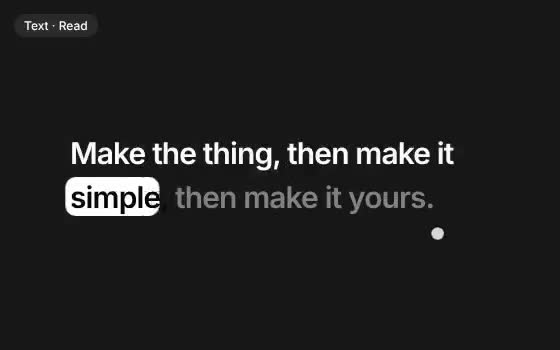 Text · Read
Make the thing, then make it
simple, then make it yours.